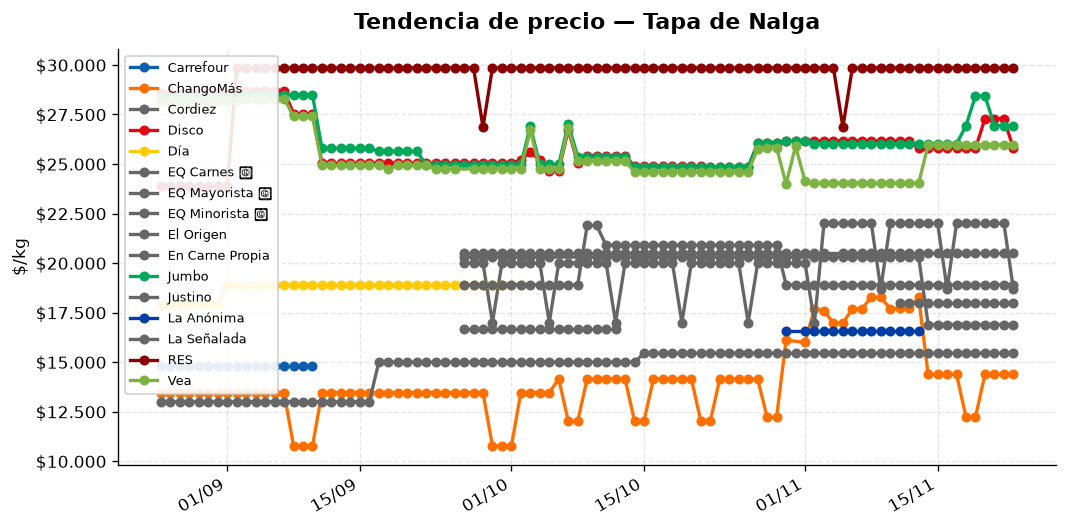 Tendencia de precio — Tapa de Nalga
$/kg
$30.000
$27.500
$25.000
$22.500
$20.000
$17.500
$15.000
$12.500
$10.000
Carrefour
ChangoMás
Cordiez
Disco
Día
EQ Carnes
EQ Mayorista
EQ Minorista
El Origen
En Carne Propia
Jumbo
Justino
La Anónima
La Señalada
RES
Vea
01/09
15/09
01/10
15/10
01/11
15/11